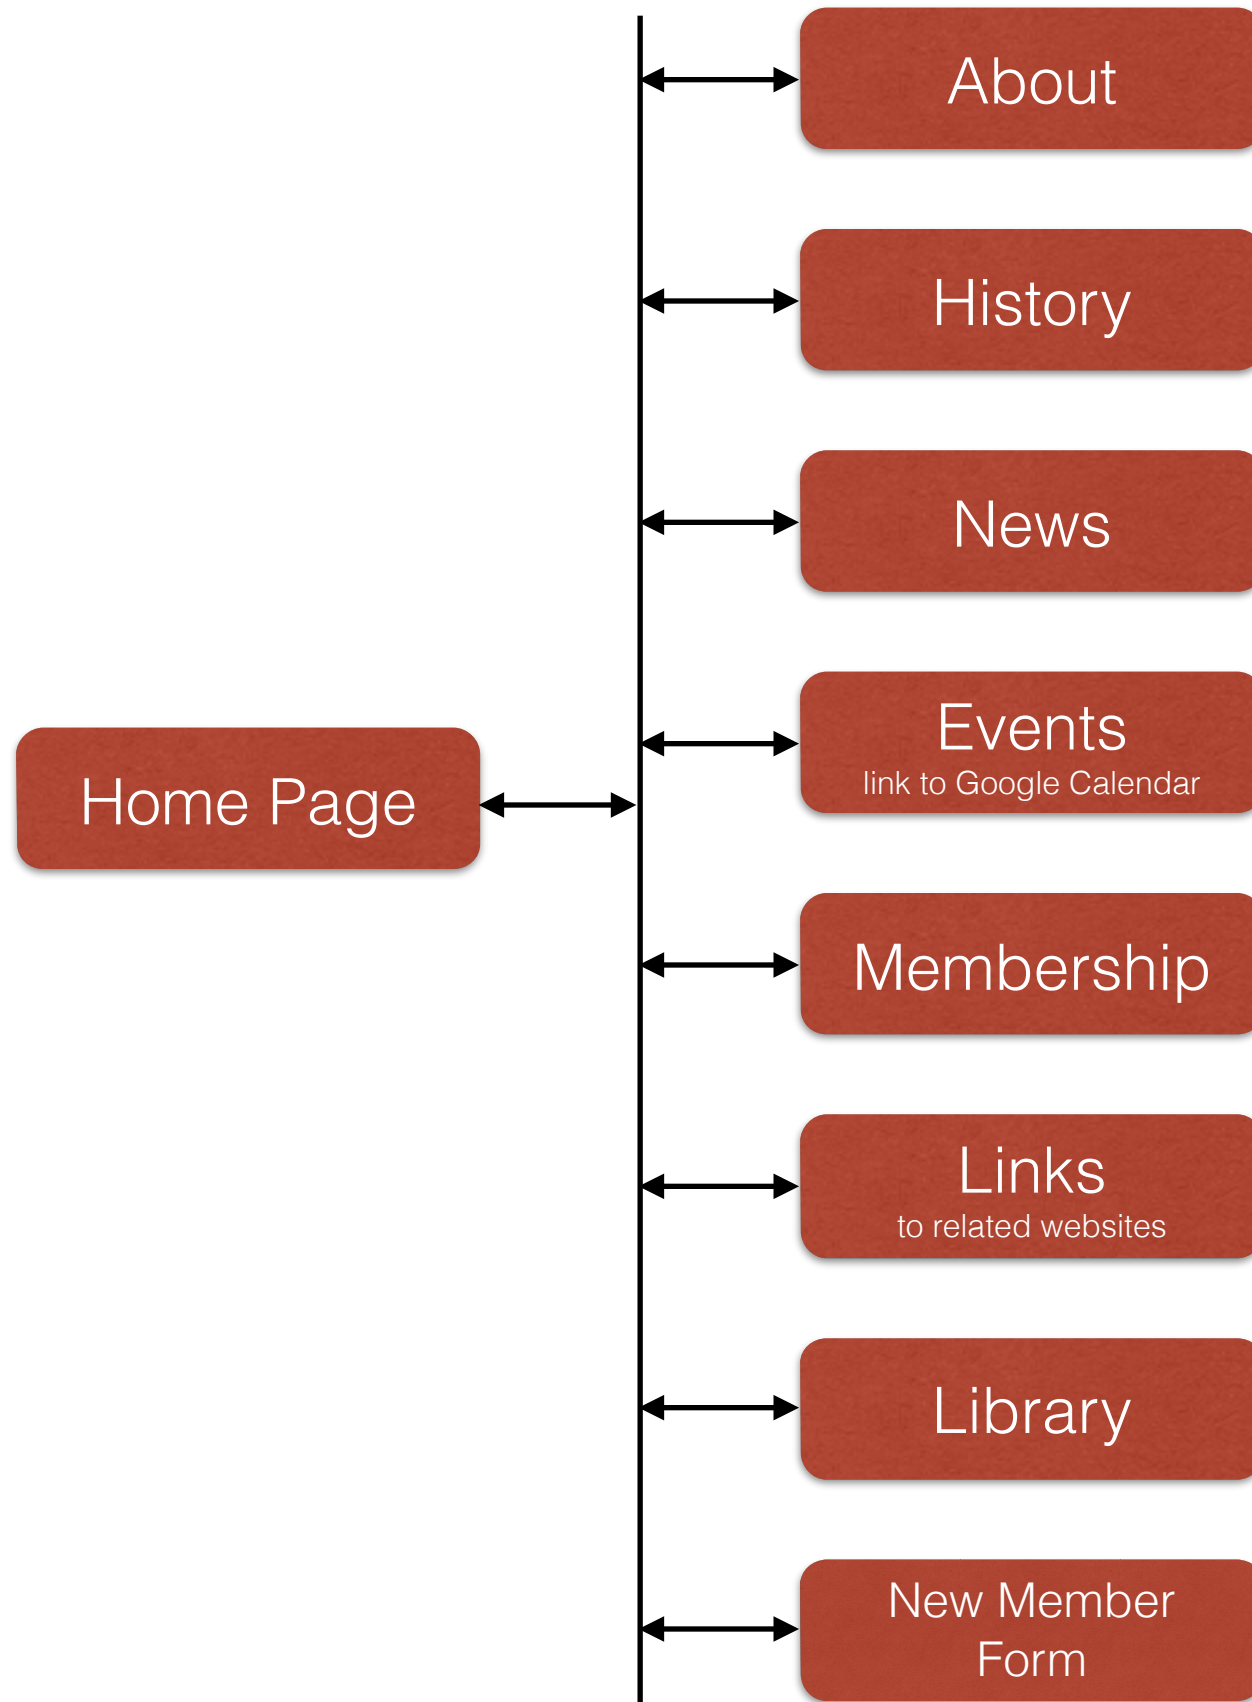 About
History
News
Events
link to Google Calendar
Home Page
Membership
Links
to related websites
Library
New Member
Form